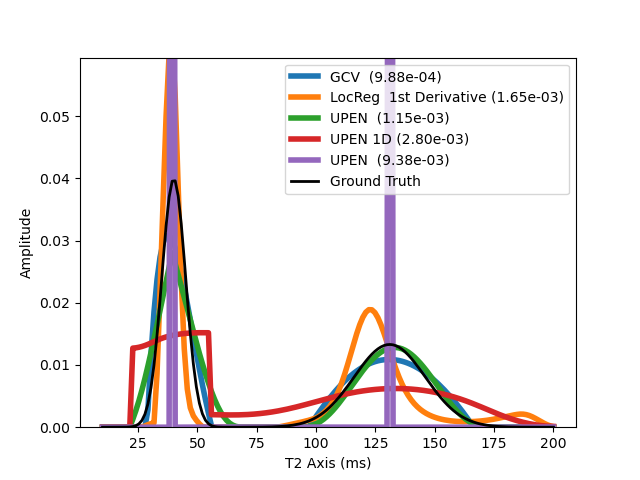 GCV (9.88e-04)
LocReg 1st Derivative (1.65e-03)
UPEN (1.15e-03)
UPEN 1D (2.80e-03)
UPEN (9.38e-03)
Ground Truth
Amplitude
0.05
0.04
0.03
0.02
0.01
0.00
25 50 75 100 125 150 175 200
T2 Axis (ms)